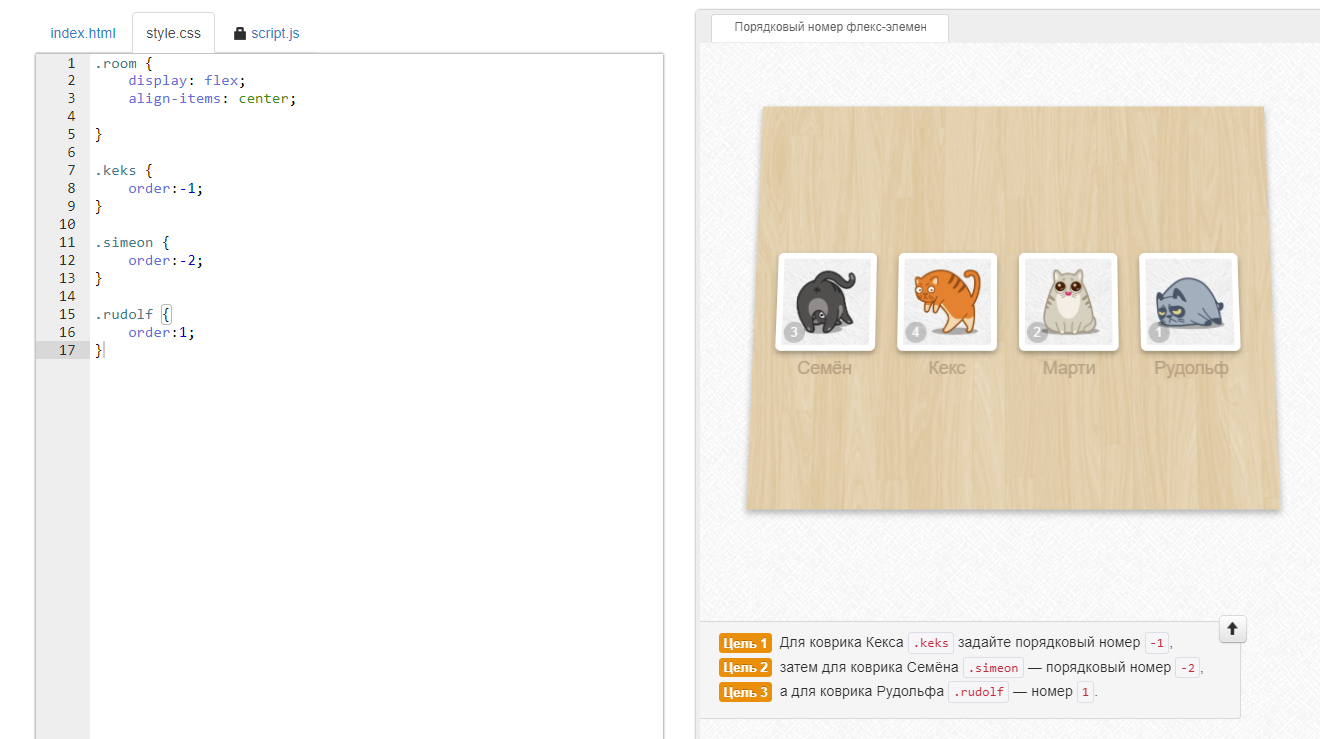 index.html
style.css
script.js
1 .room {
2 display: flex;
3 align-items: center;
4
5 }
6
7 .keks {
8 order:-1;
9 }
10
11 .simeon {
12 order:-2;
13 }
14
15 .rudolf {
16 order:1;
17 }
Порядковый номер флекс-элемен
3
4
2
1
Семён
Кекс
Марти
Рудольф
Цель 1 Для коврика Кекса .keks задайте порядковый номер -1,
Цель 2 затем для коврика Семёна .simeon — порядковый номер -2,
Цель 3 а для коврика Рудольфа .rudolf — номер 1.